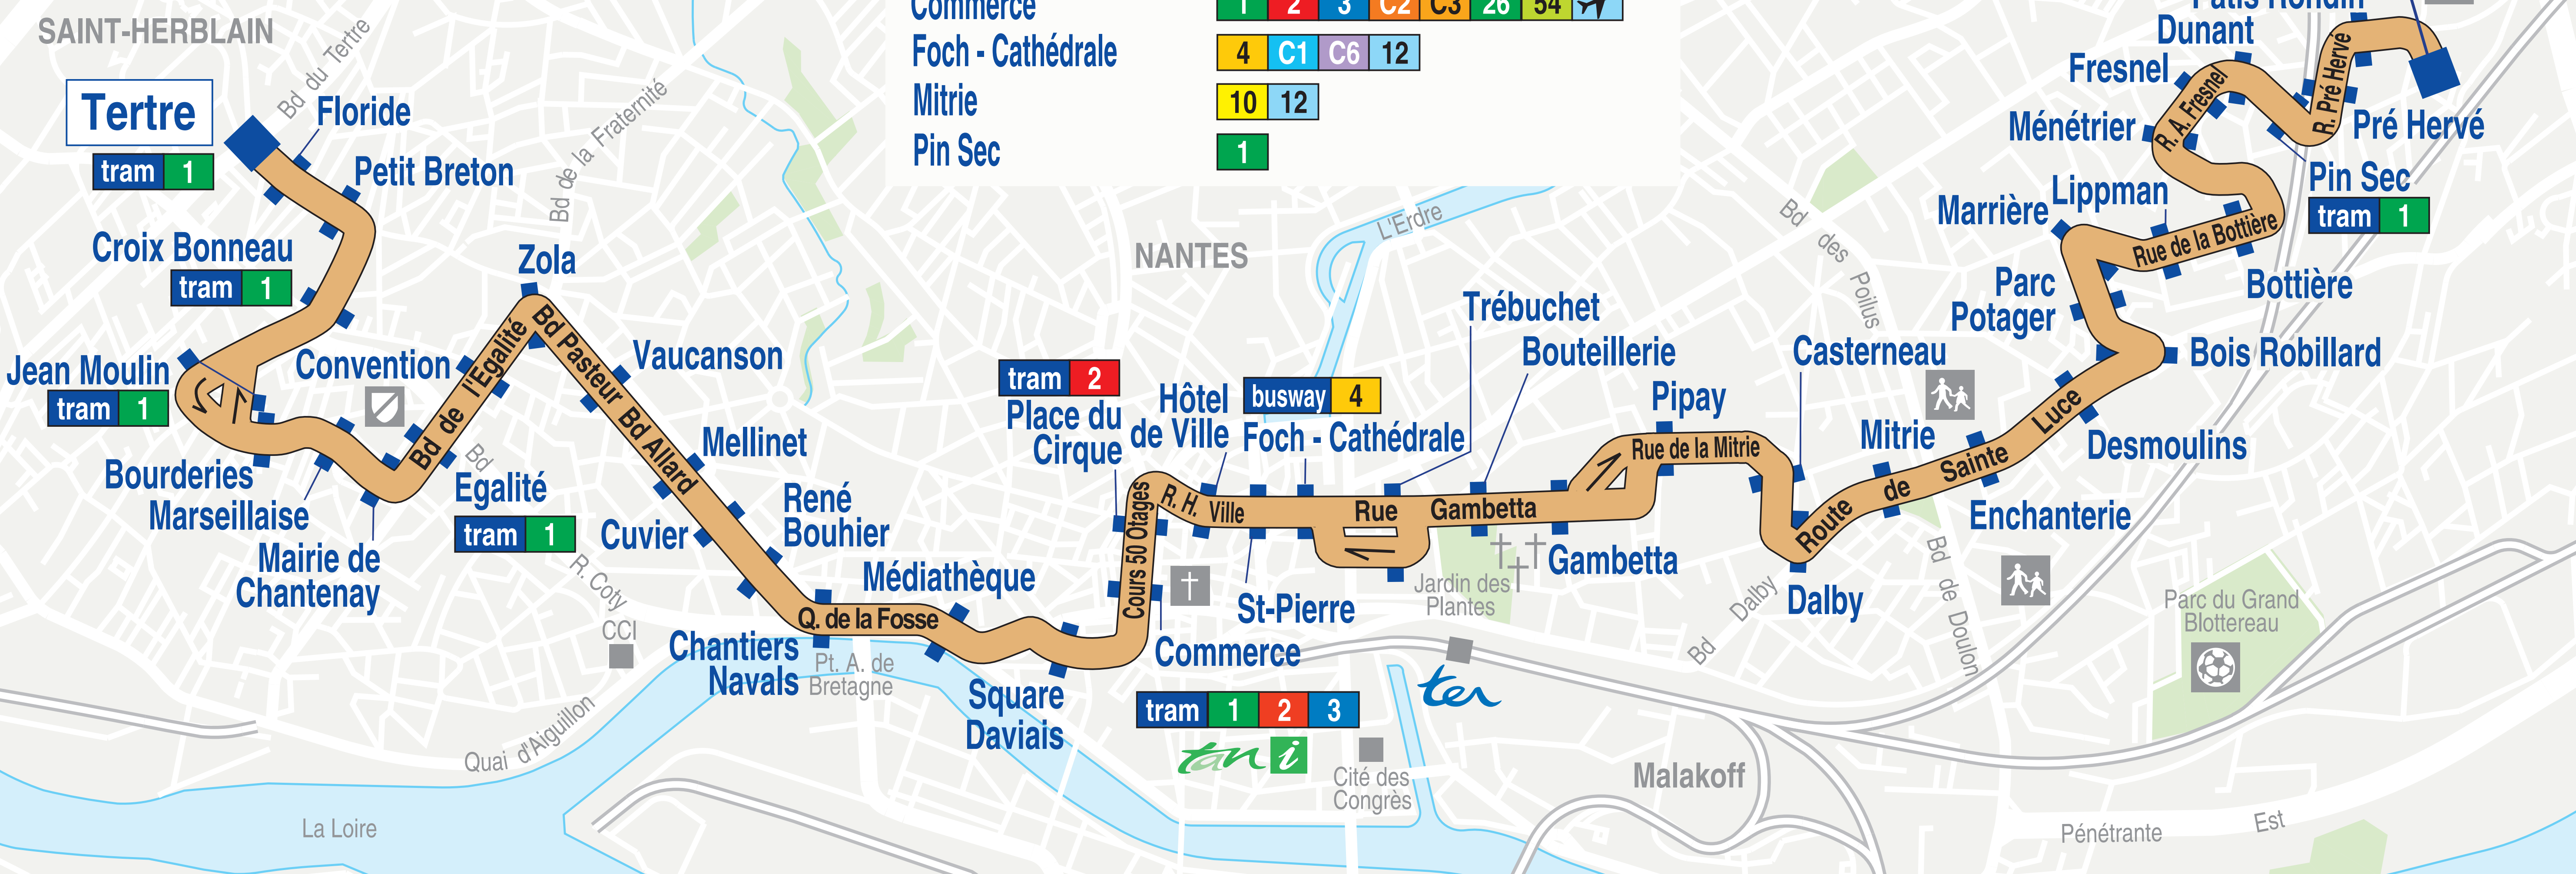 Commerce
1 2 3 C2 C3 26 54
Foch - Cathédrale
4 C1 C6 12
Mitrie
10 12
Pin Sec
1
SAINT-HERBLAIN
Bd du Tertre
Tertre
tram 1
Floride
Petit Breton
Bd de la Fraternité
Croix Bonneau
tram 1
Zola
Jean Moulin
tram 1
Convention
Bd de l'Egalité
Bd Pasteur
Bd Allard
Vaucanson
Bourderies
Marseillaise
Mairie de
Chantenay
Bd
Egalité
tram 1
Mellinet
Cuvier
René
Bouhier
R. Coty
CCI
Médiathèque
Q. de la Fosse
Chantiers
Navals
Pt. A. de
Bretagne
Quai d'Aiguillon
La Loire
Square
Daviais
NANTES
L'Erdre
tram 2
Place du
Cirque
Hôtel
de Ville
busway 4
Foch - Cathédrale
Trébuchet
Bouteillerie
Cours 50 Otages
R. H. Ville
Rue Gambetta
St-Pierre
Commerce
tram 1 2 3
tan i
ter
Cité des
Congrès
Jardin des
Plantes
Gambetta
Pipay
Rue de la Mitrie
Casterneau
Bd des Poilus
Mitrie
Route de Sainte Luce
Dalby
Bd Dalby
Malakoff
Enchanterie
Bd de Doulon
Desmoulins
Bois Robillard
Parc
Potager
Marrière
Lippman
Rue de la Bottière
Bottière
Ménétrier
Fresnel
R. A. Fresnel
Dunant
R. Pré Hervé
Pré Hervé
Pin Sec
tram 1
Parc du Grand
Blottereau
Pénétrante Est